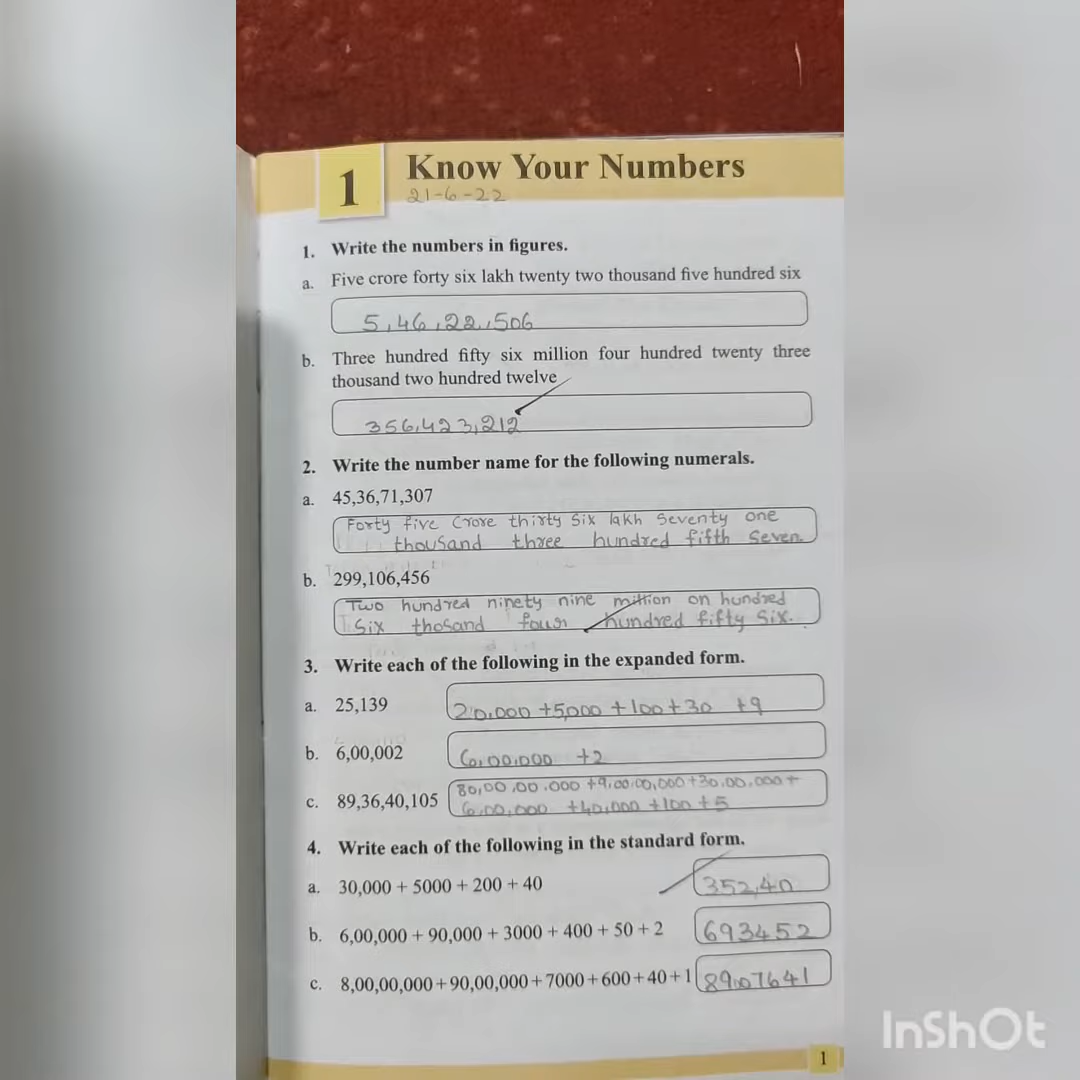 1 Know Your Numbers
21-6-22
1. Write the numbers in figures.
a. Five crore forty six lakh twenty two thousand five hundred six
5,46,22,506
b. Three hundred fifty six million four hundred twenty three
thousand two hundred twelve
356,423,212
2. Write the number name for the following numerals.
a. 45,36,71,307
Forty five Crore thirty Six lakh Seventy one
thousand three hundred fifth Seven.
b. 299,106,456
Two hundred ninety nine million on hundred
Six thosand four hundred fifty Six.
3. Write each of the following in the expanded form.
a. 25,139 20,000 +5,000 +100+30 +9
b. 6,00,002 6,00,000 +2
c. 89,36,40,105 80,00,00,000 +9,00,00,000+30,00,000+
6,00,000 +40,000 +100 +5
4. Write each of the following in the standard form.
a. 30,000 + 5000 + 200 + 40 352,40
b. 6,00,000 + 90,000 + 3000 + 400 + 50 + 2 693452
c. 8,00,00,000 + 90,00,000 + 7000 + 600 + 40 + 1
1
InShOt